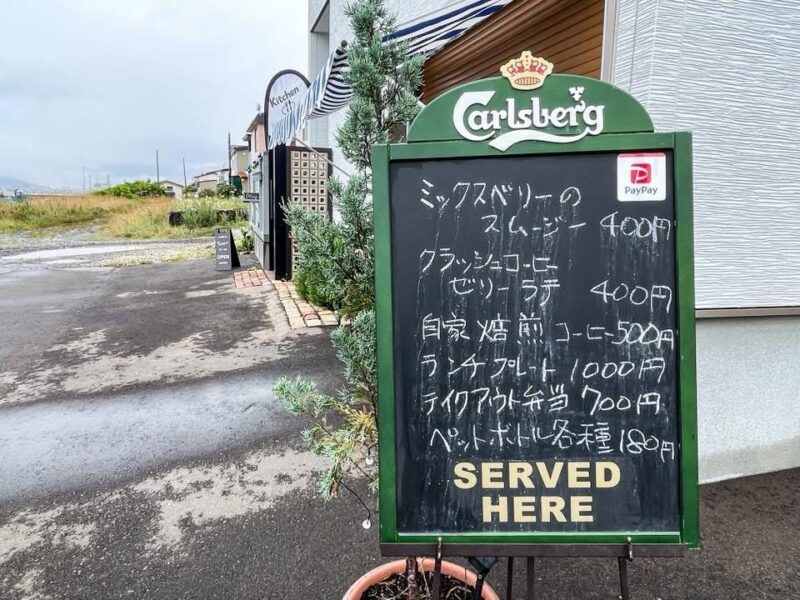 Kitchen
OPEN
Carlsberg
PayPay
ミックスベリーの
スムージー 400円
クラッシュコーヒー
ゼリーラテ 400円
自家焙煎 コーヒー500円
ランチプレート 1000円
テイクアウト弁当 700円
ペットボトル各種 180円
SERVED
HERE